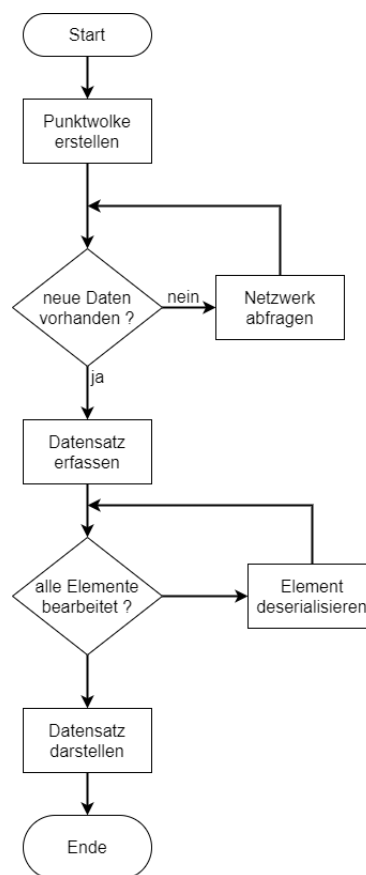 Start
Punktwolke
erstellen
neue Daten
vorhanden ?
nein
Netzwerk
abfragen
ja
Datensatz
erfassen
alle Elemente
bearbeitet ?
Element
deserialisieren
Datensatz
darstellen
Ende